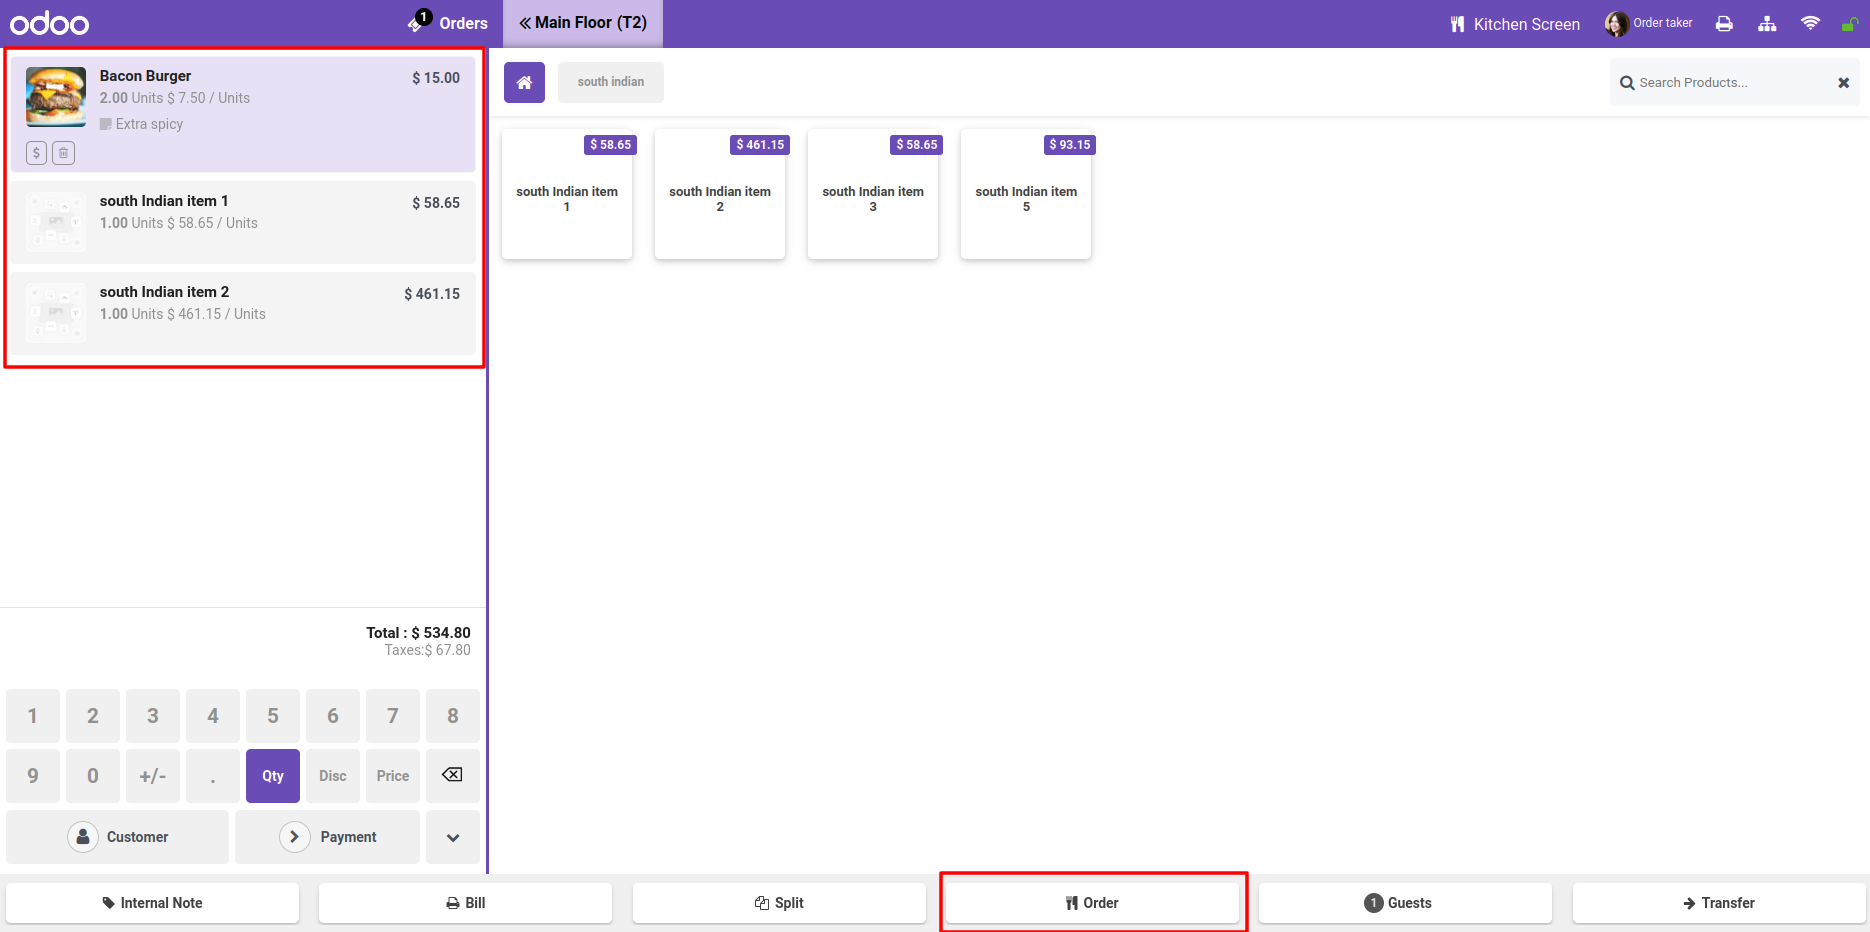 odoo
1 Orders
Main Floor (T2)
Kitchen Screen
Order taker
Bacon Burger $ 15.00
2.00 Units $ 7.50 / Units
Extra spicy
$
south Indian item 1 $ 58.65
1.00 Units $ 58.65 / Units
south Indian item 2 $ 461.15
1.00 Units $ 461.15 / Units
south indian
Search Products...
$ 58.65
south Indian item
1
$ 461.15
south Indian item
2
$ 58.65
south Indian item
3
$ 93.15
south Indian item
5
Total : $ 534.80
Taxes:$ 67.80
1 2 3 4 5 6 7 8
9 0 +/- . Qty Disc Price
Customer Payment
Internal Note Bill Split Order 1 Guests Transfer